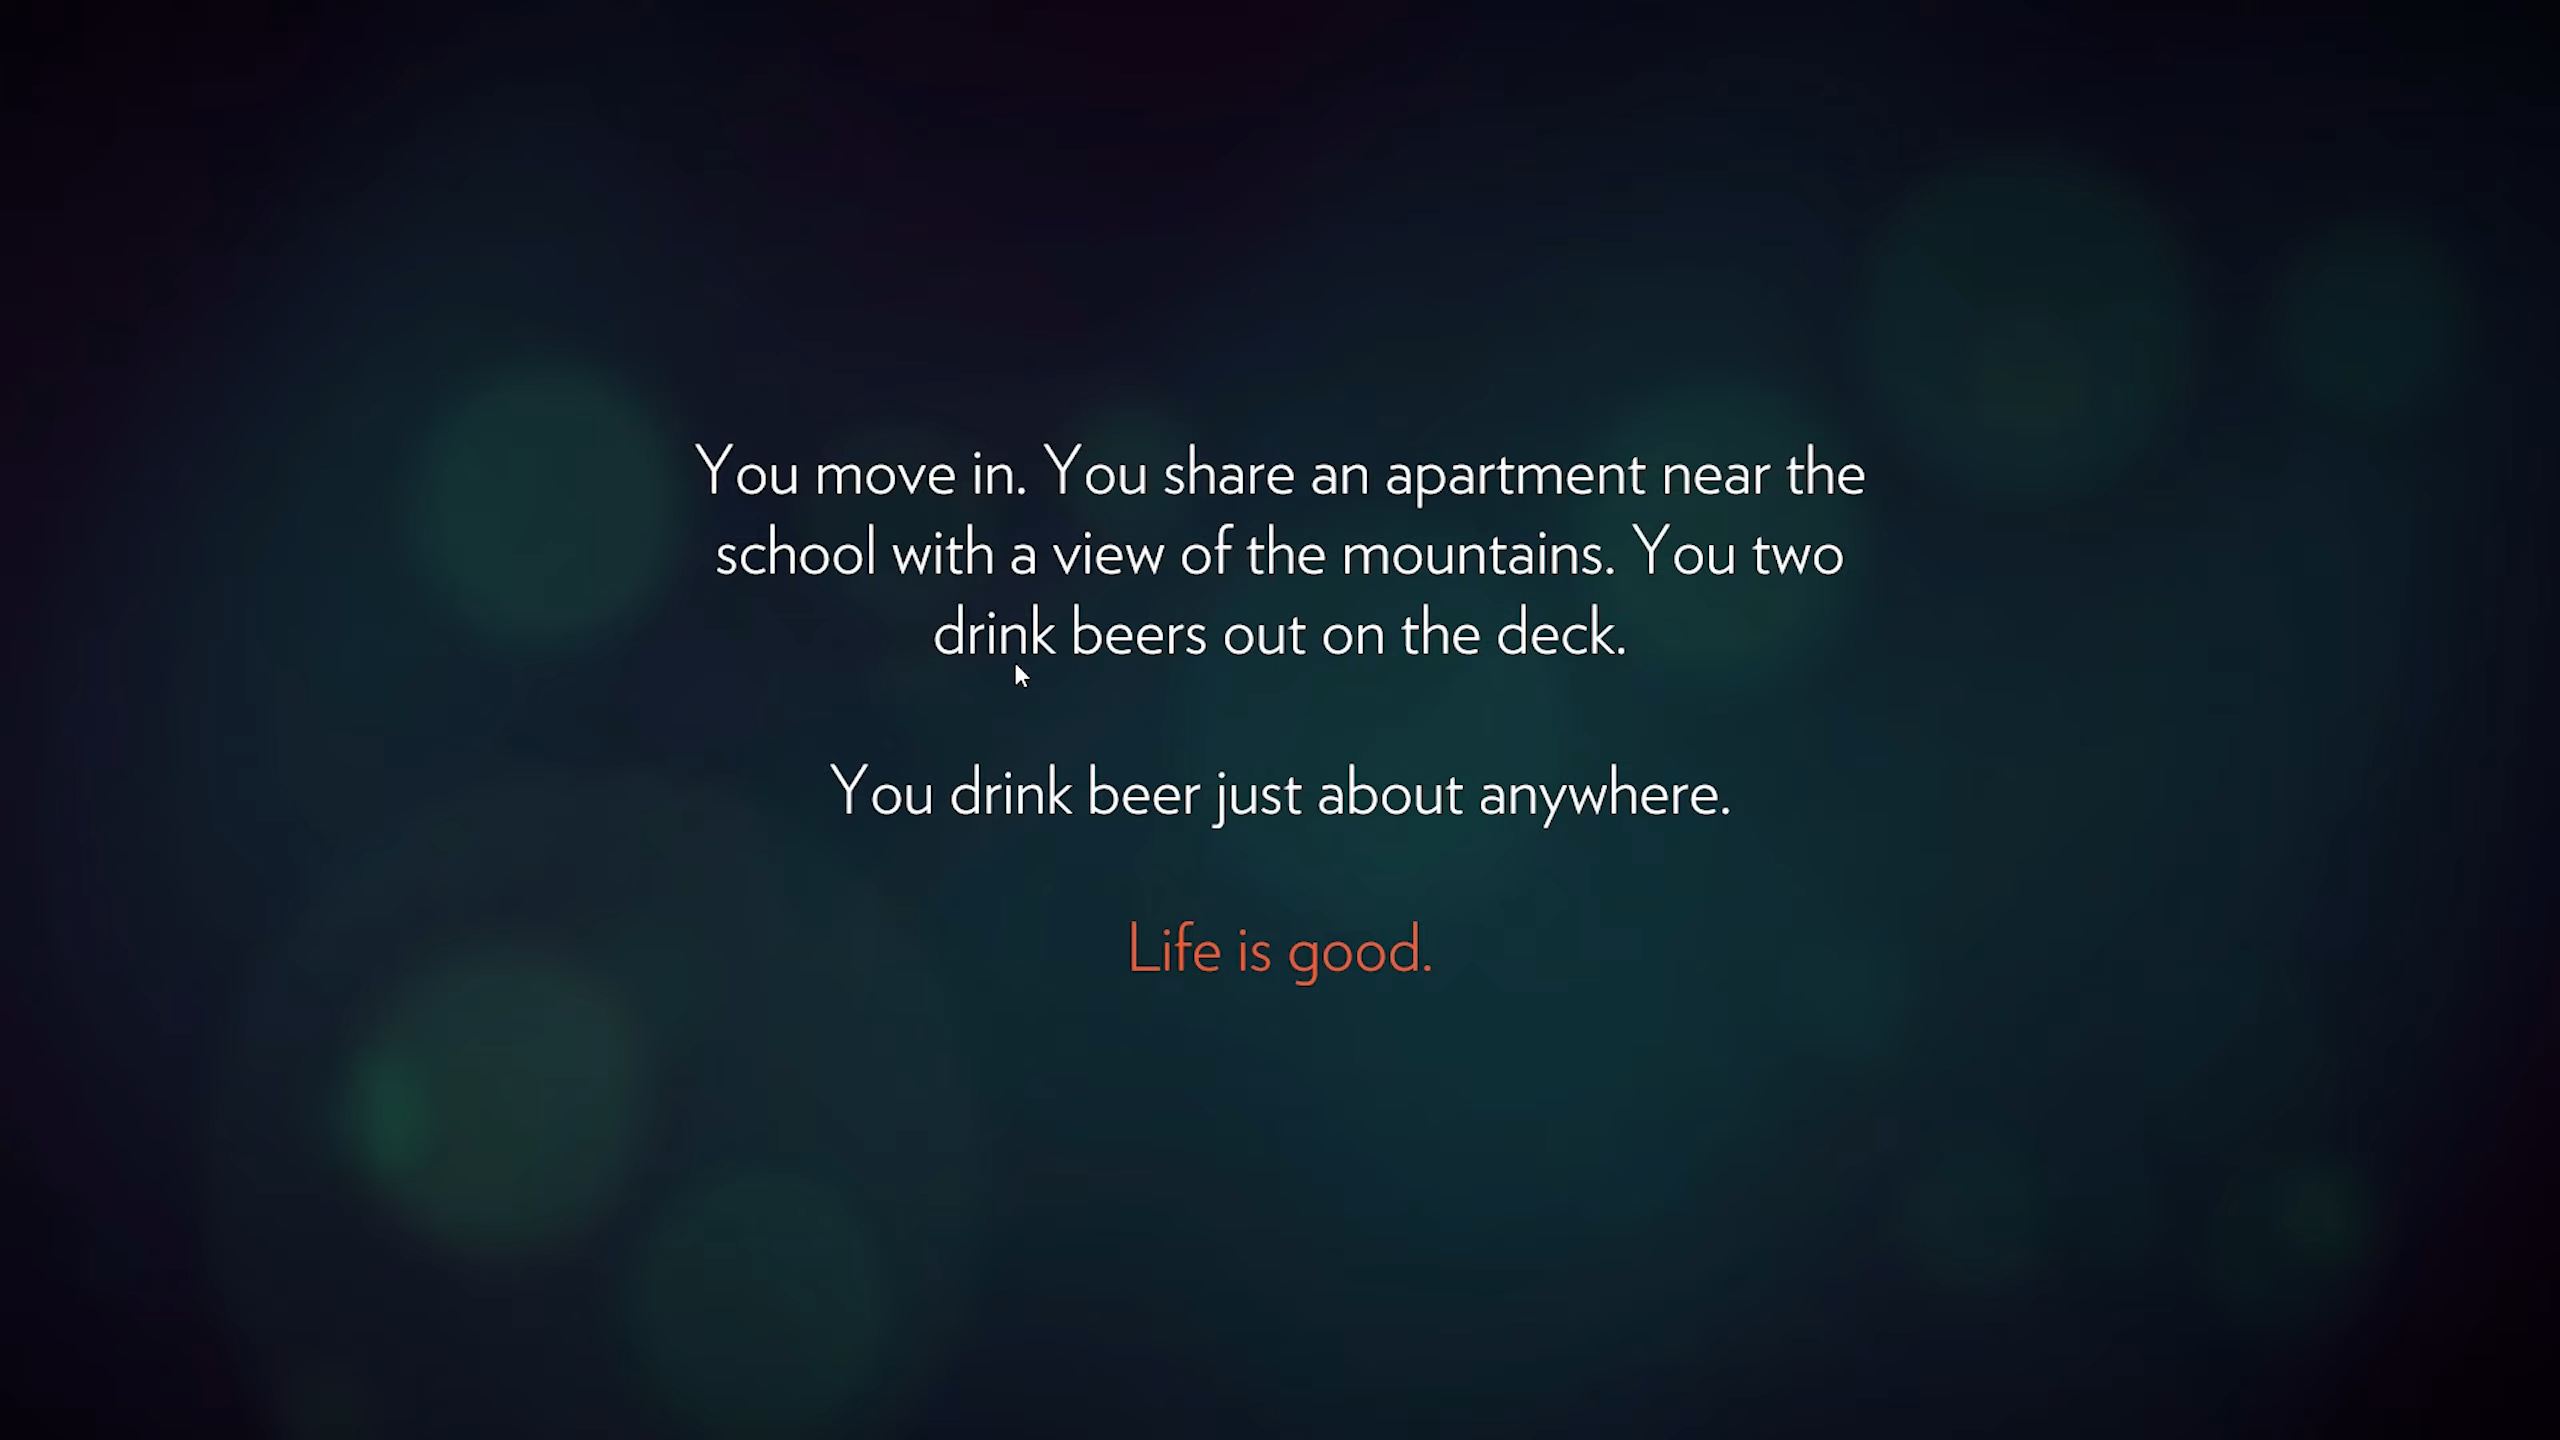 You move in. You share an apartment near the
school with a view of the mountains. You two
drink beers out on the deck.
You drink beer just about anywhere.
Life is good.